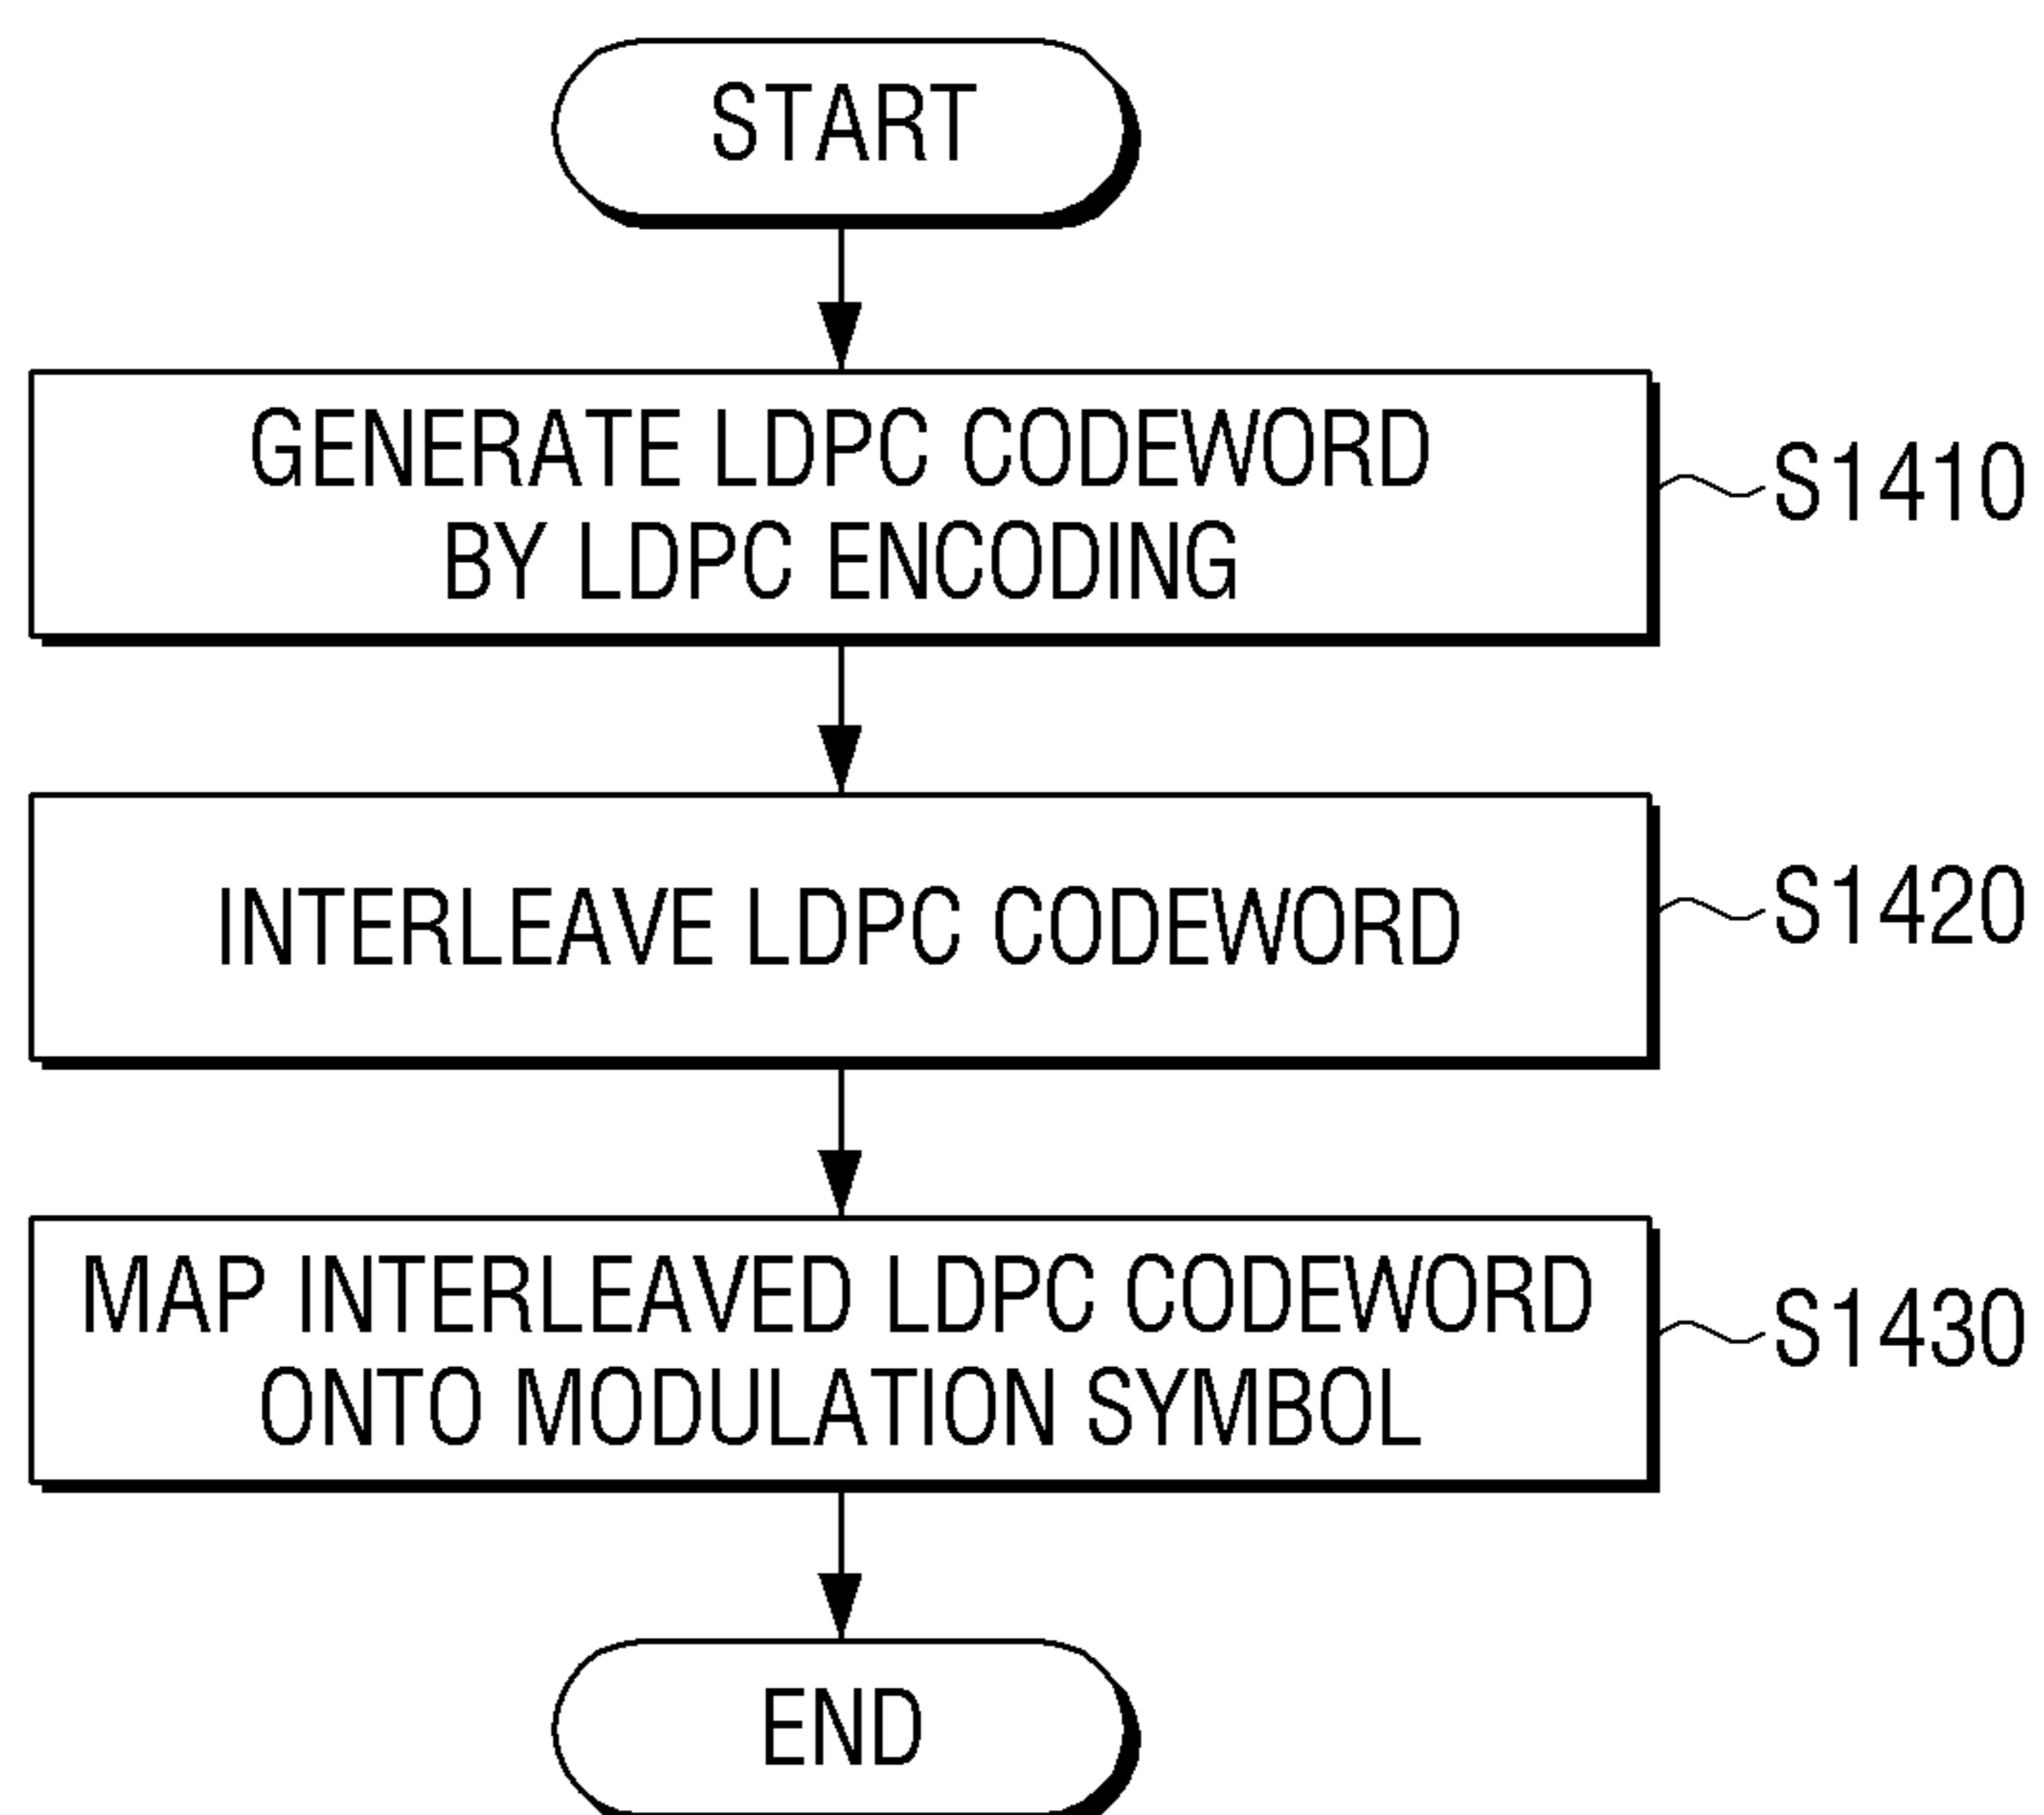 START
GENERATE LDPC CODEWORD
BY LDPC ENCODING
S1410
INTERLEAVE LDPC CODEWORD
S1420
MAP INTERLEAVED LDPC CODEWORD
ONTO MODULATION SYMBOL
S1430
END